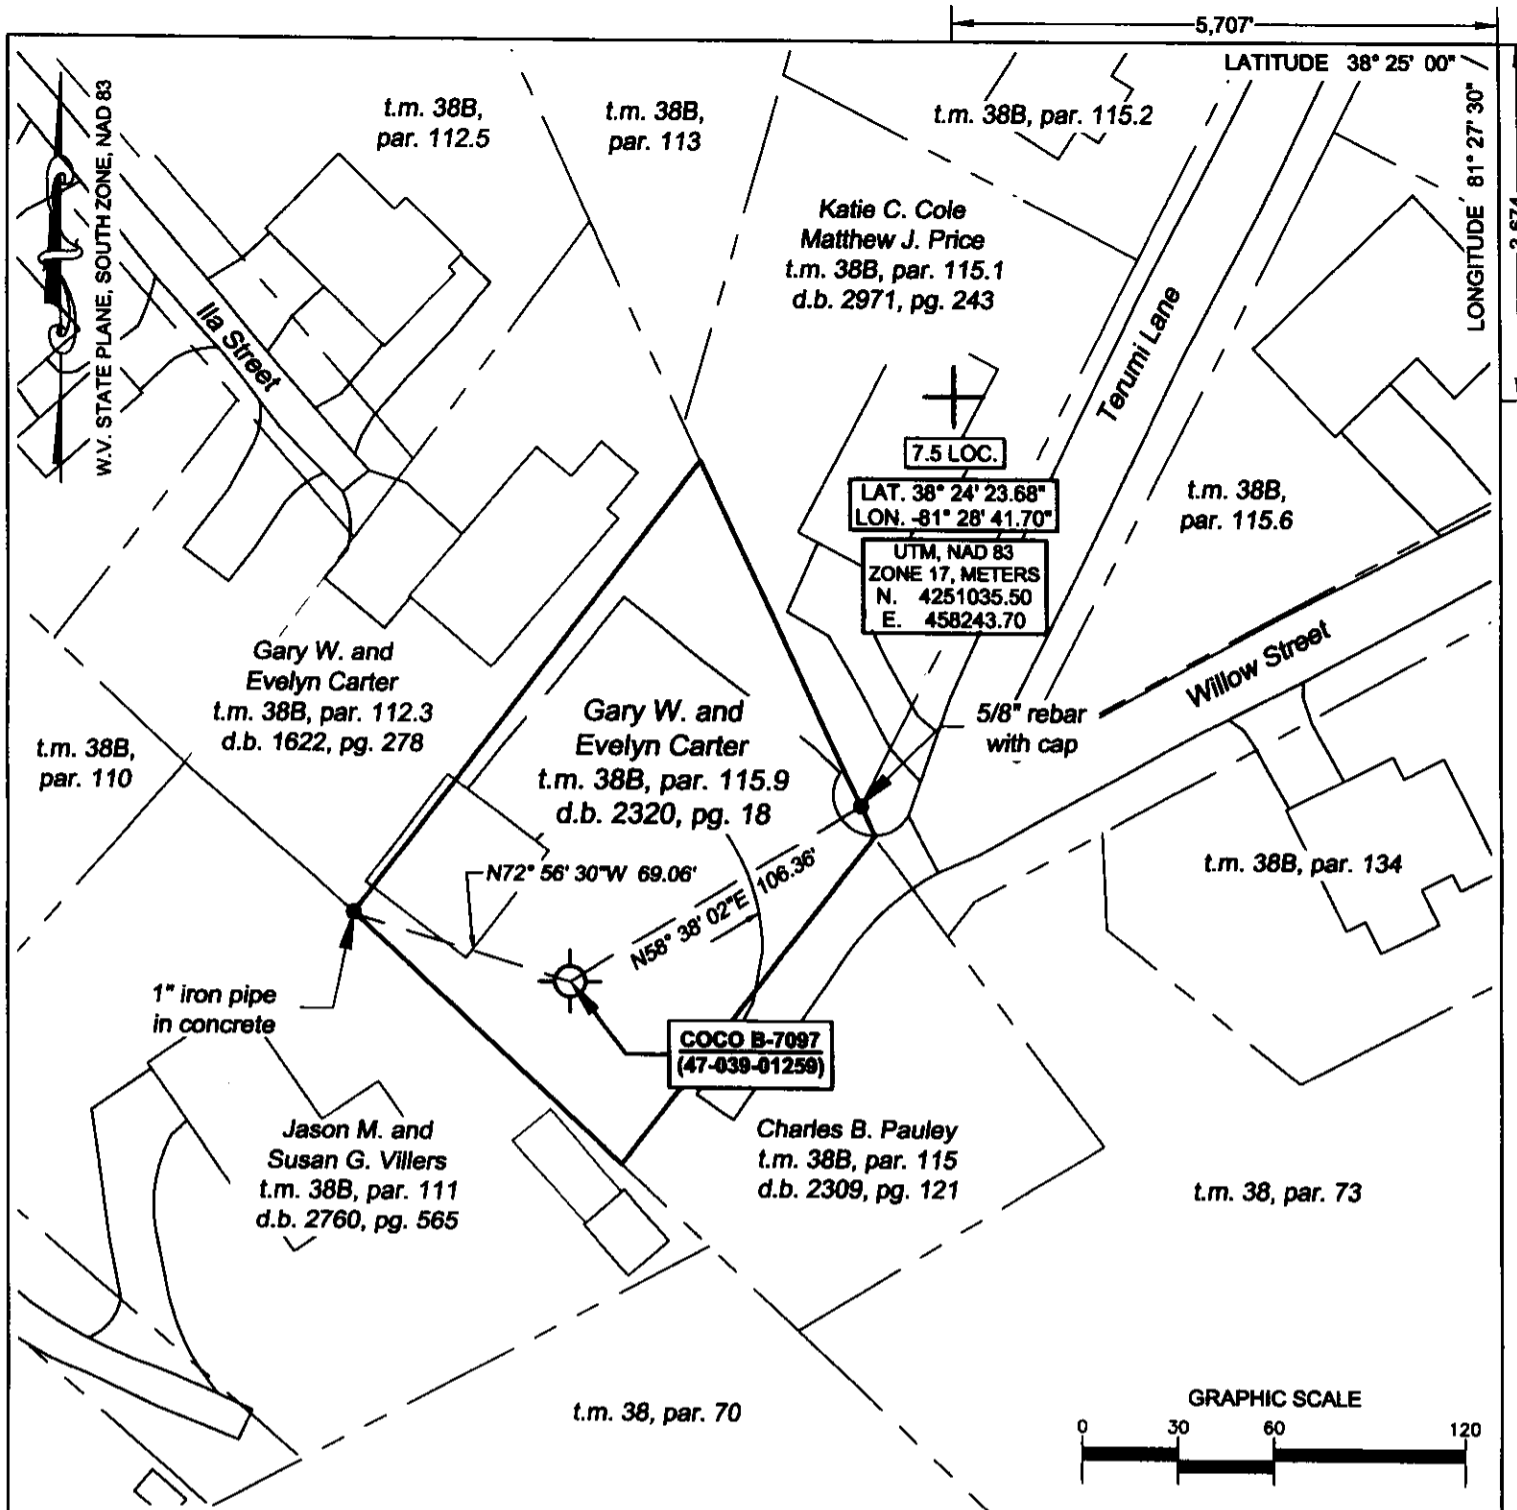 5,707'
LATITUDE 38° 25' 00"
LONGITUDE 81° 27' 30"
W.V. STATE PLANE, SOUTH ZONE, NAD 83
t.m. 38B,
par. 112.5
t.m. 38B,
par. 113
t.m. 38B, par. 115.2
Katie C. Cole
Matthew J. Price
t.m. 38B, par. 115.1
d.b. 2971, pg. 243
Ila Street
Terumi Lane
7.5 LOC.
LAT. 38° 24' 23.68"
LON. -81° 28' 41.70"
UTM, NAD 83
ZONE 17, METERS
N. 4251035.50
E. 458243.70
t.m. 38B,
par. 115.6
Willow Street
Gary W. and
Evelyn Carter
t.m. 38B, par. 112.3
d.b. 1622, pg. 278
t.m. 38B,
par. 110
Gary W. and
Evelyn Carter
t.m. 38B, par. 115.9
d.b. 2320, pg. 18
5/8" rebar
with cap
N72° 56' 30"W 69.06'
N58° 38' 02"E 106.36'
t.m. 38B, par. 134
1" iron pipe
in concrete
COCO B-7097
(47-039-01259)
Jason M. and
Susan G. Villers
t.m. 38B, par. 111
d.b. 2760, pg. 565
Charles B. Pauley
t.m. 38B, par. 115
d.b. 2309, pg. 121
t.m. 38, par. 73
t.m. 38, par. 70
GRAPHIC SCALE
0 30 60 120